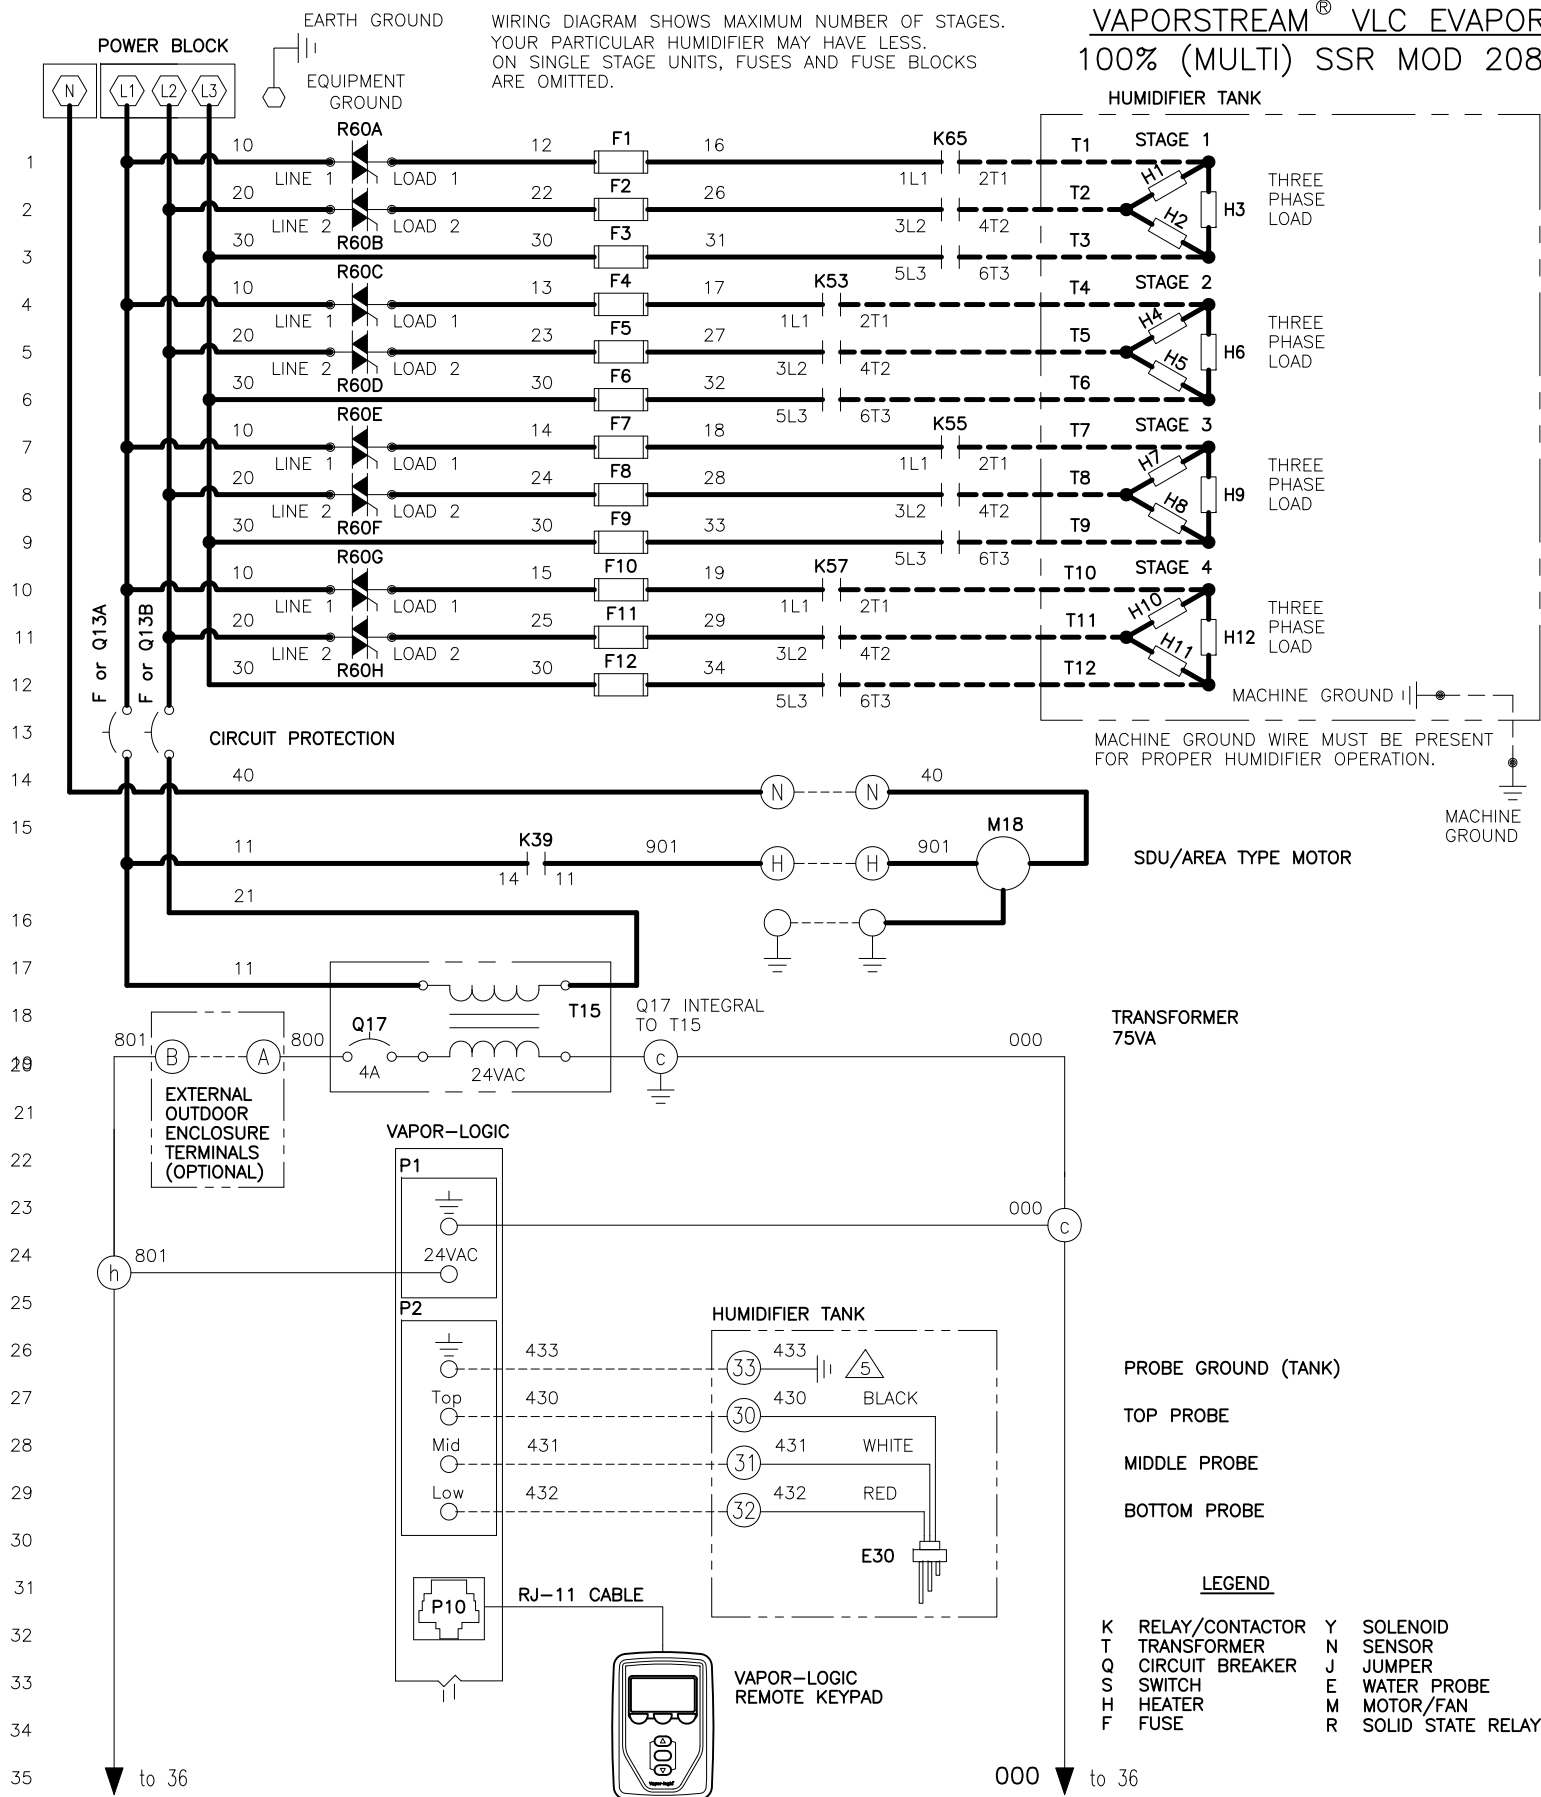 VAPORSTREAM® VLC EVAPOR
100% (MULTI) SSR MOD 208
WIRING DIAGRAM SHOWS MAXIMUM NUMBER OF STAGES.
YOUR PARTICULAR HUMIDIFIER MAY HAVE LESS.
ON SINGLE STAGE UNITS, FUSES AND FUSE BLOCKS
ARE OMITTED.
EARTH GROUND
POWER BLOCK
EQUIPMENT
GROUND
N L1 L2 L3
HUMIDIFIER TANK
R60A F1 K65 STAGE 1
1 10 12 16 T1
LINE 1 LOAD 1 1L1 2T1 H1
F2
2 20 22 26 T2 H3
LINE 2 LOAD 2 3L2 4T2 H2
THREE
PHASE
LOAD
R60B F3
3 30 30 31 T3
5L3 6T3
R60C F4 K53 STAGE 2
4 10 13 17 T4
LINE 1 LOAD 1 1L1 2T1 H4
F5
5 20 23 27 T5 H6
LINE 2 LOAD 2 3L2 4T2 H5
THREE
PHASE
LOAD
R60D F6
6 30 30 32 T6
5L3 6T3
R60E F7 K55 STAGE 3
7 10 14 18 T7
LINE 1 LOAD 1 1L1 2T1 H7
F8
8 20 24 28 T8 H9
LINE 2 LOAD 2 3L2 4T2 H8
THREE
PHASE
LOAD
R60F F9
9 30 30 33 T9
5L3 6T3
R60G F10 K57 STAGE 4
10 10 15 19 T10
LINE 1 LOAD 1 1L1 2T1 H10
F11
11 20 25 29 T11 H12
LINE 2 LOAD 2 3L2 4T2 H11
THREE
PHASE
LOAD
R60H F12
12 30 30 34 T12
5L3 6T3
F or Q13A
F or Q13B
MACHINE GROUND
13 CIRCUIT PROTECTION
MACHINE GROUND WIRE MUST BE PRESENT
FOR PROPER HUMIDIFIER OPERATION.
MACHINE
GROUND
14 40 N N 40
15 M18
11 K39 901 H H 901
14 11
SDU/AREA TYPE MOTOR
21
16
17 11
18 T15
Q17 INTEGRAL
TO T15
TRANSFORMER
75VA
19
20
801 B A 800 Q17 4A 24VAC c 000
EXTERNAL
OUTDOOR
ENCLOSURE
TERMINALS
(OPTIONAL)
21
VAPOR-LOGIC
22 P1
23 000 c
24 801 h 24VAC
25 P2
HUMIDIFIER TANK
26 433 33 433 5 PROBE GROUND (TANK)
27 Top 430 30 430 BLACK TOP PROBE
28 Mid 431 31 431 WHITE MIDDLE PROBE
29 Low 432 32 432 RED BOTTOM PROBE
30 E30
31 P10 RJ-11 CABLE
32
33 VAPOR-LOGIC
REMOTE KEYPAD
34
Vapor-logic
35 to 36 000 to 36
LEGEND
K RELAY/CONTACTOR Y SOLENOID
T TRANSFORMER N SENSOR
Q CIRCUIT BREAKER J JUMPER
S SWITCH E WATER PROBE
H HEATER M MOTOR/FAN
F FUSE R SOLID STATE RELAY